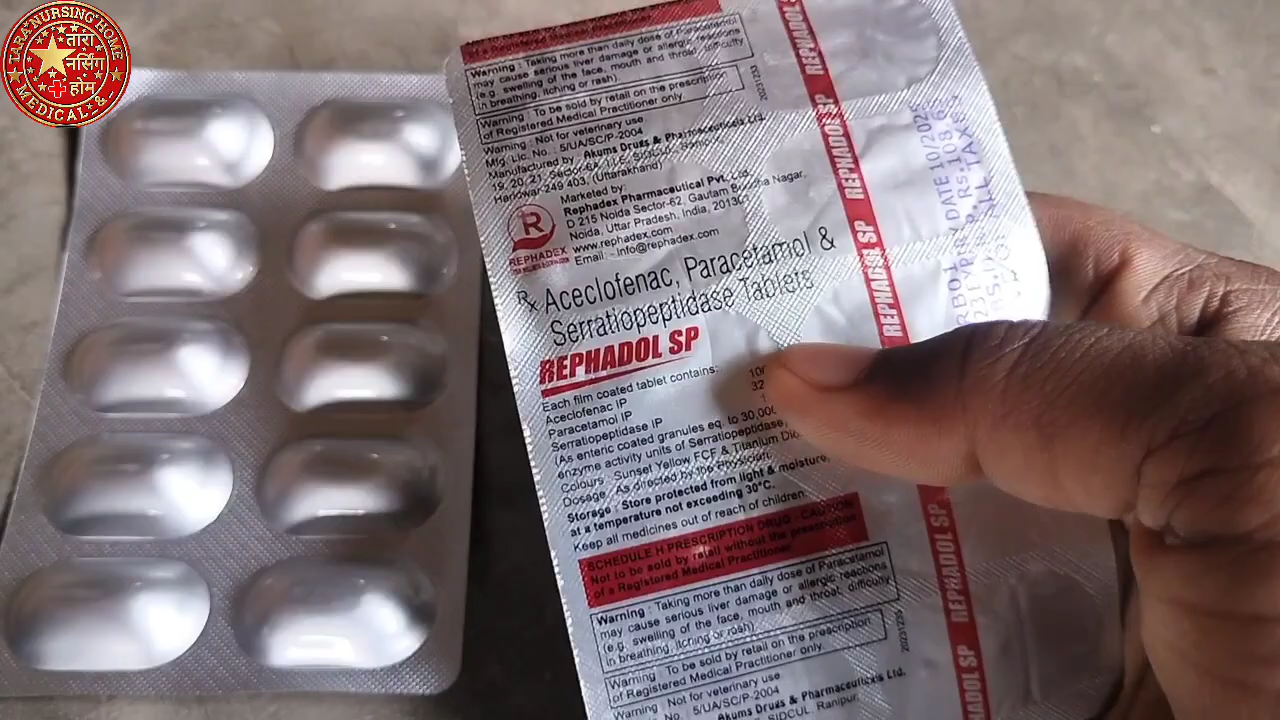 TARA NURSING HOME
तारा
नर्सिंग
होम
MEDICAL &
of a Registered Medical
Warning : Taking more than daily dose of Paracetamol
may cause serious liver damage or allergic reactions
(e.g. swelling of the face, mouth and throat, difficulty
in breathing, itching or rash).
Warning : To be sold by retail on the prescription
of Registered Medical Practitioner only.
Warning : Not for veterinary use
Mfg. Lic. No. 5/UA/SC/P-2004
Manufactured by : Akums Drugs & Pharmaceuticals Ltd.
19, 20, 21, Sector-6A, I.I.E., SIDCUL,
Haridwar-249 403, (Uttarakhand)
Marketed by:
Rephadex Pharmaceutical Pvt. Ltd.
D 215 Noida Sector-62, Gautam Nagar,
Noida, Uttar Pradesh, India,
www.rephadex.com
Email: - Info@rephadex.com
R
REPHADEX
Rx Aceclofenac, Paracetamol &
Serratiopeptidase Tablets
REPHADOL SP
Each film coated tablet contains:
Aceclofenac IP
Paracetamol IP
Serratiopeptidase IP
(As enteric coated granules eq. to 30,000
enzyme activity units of Serratiopeptidase)
Colours : Sunset Yellow FCF & Titanium
Dosage : As directed by the Physician.
Storage : Store protected from light & moisture,
at a temperature not exceeding 30°C.
Keep all medicines out of reach of children.
SCHEDULE H PRESCRIPTION DRUG - CAUTION
Not to be sold by retail without the prescription
of a Registered Medical Practitioner
Warning : Taking more than daily dose of Paracetamol
may cause serious liver damage or allergic reactions
(e.g. swelling of the face, mouth and throat, difficulty
in breathing, itching or rash).
Warning : To be sold by retail on the prescription
of Registered Medical Practitioner only.
Warning : Not for veterinary use
No. 5/UA/SC/P-2004
Akums Drugs & Pharmaceuticals Ltd.
SIDCUL, Ranipur,
REPHADOL
REPHADOL SP
REPHADOL SP
REPHADOL SP
REPHADOL SP
REPHADOL SP
DATE 10/2025